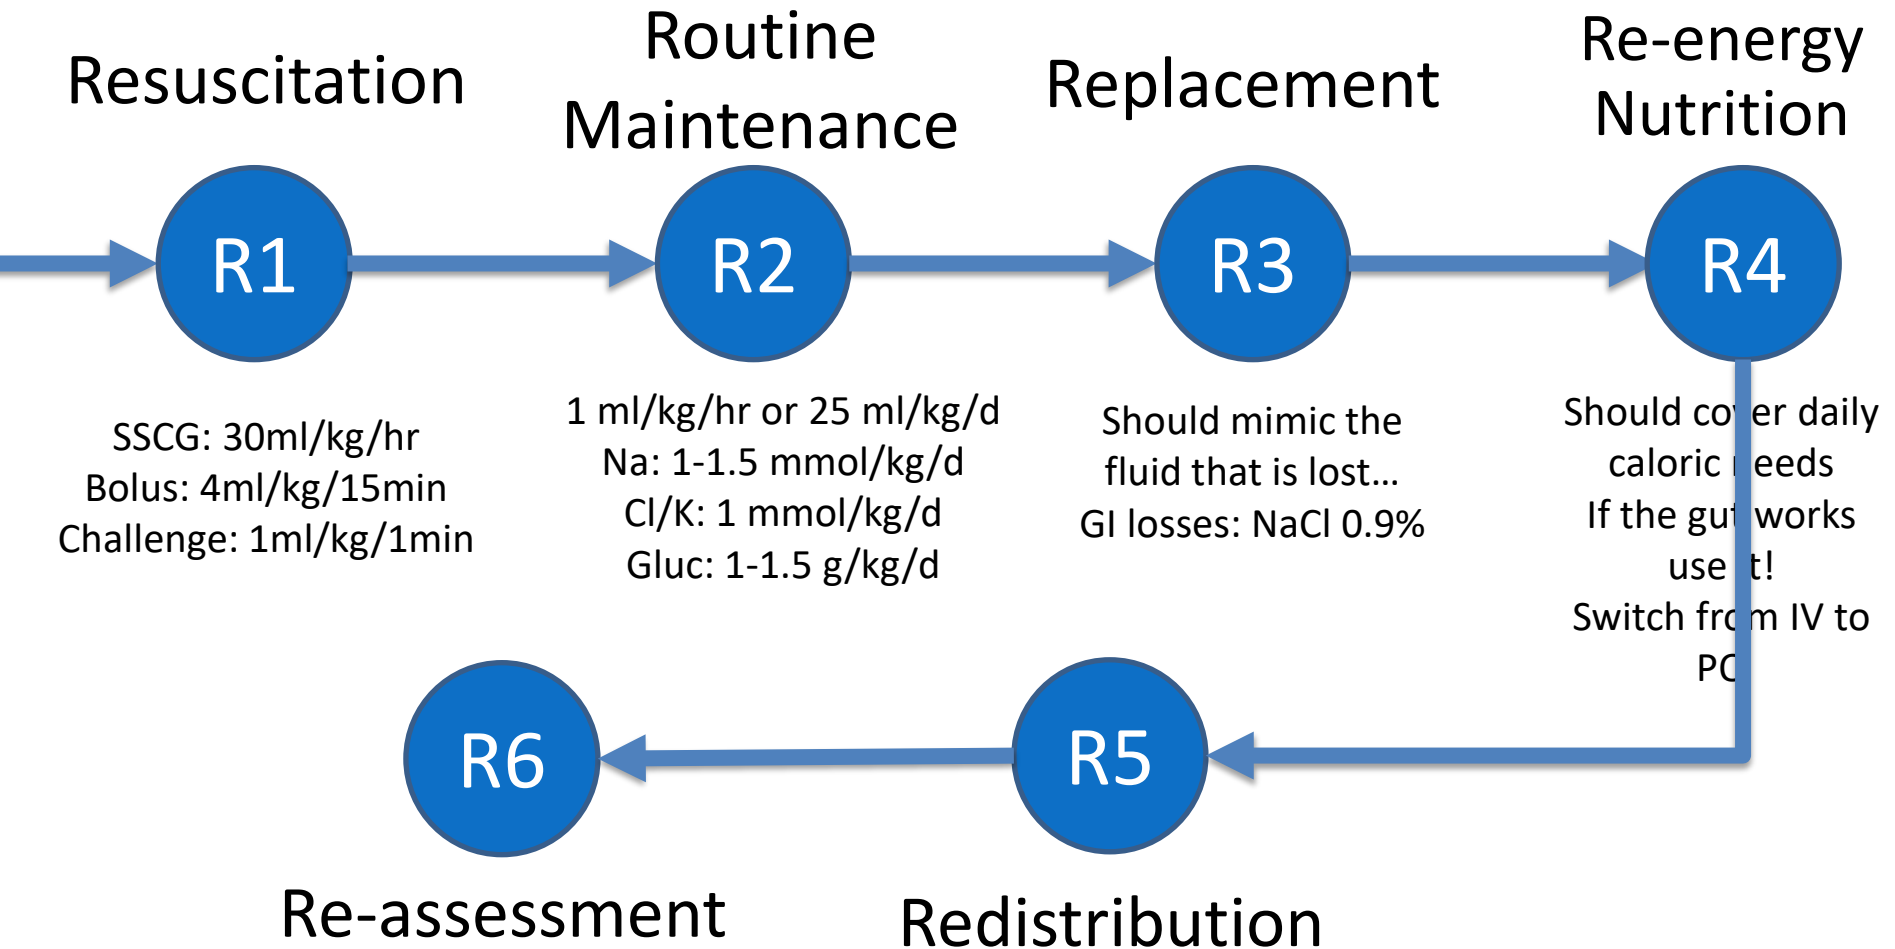 Resuscitation
Routine
Maintenance
Replacement
Re-energy
Nutrition
R1
R2
R3
R4
SSCG: 30ml/kg/hr
Bolus: 4ml/kg/15min
Challenge: 1ml/kg/1min
1 ml/kg/hr or 25 ml/kg/d
Na: 1-1.5 mmol/kg/d
Cl/K: 1 mmol/kg/d
Gluc: 1-1.5 g/kg/d
Should mimic the
fluid that is lost...
GI losses: NaCl 0.9%
Should cover daily
caloric needs
If the gut works
use it!
Switch from IV to
PO
R6
R5
Re-assessment
Redistribution